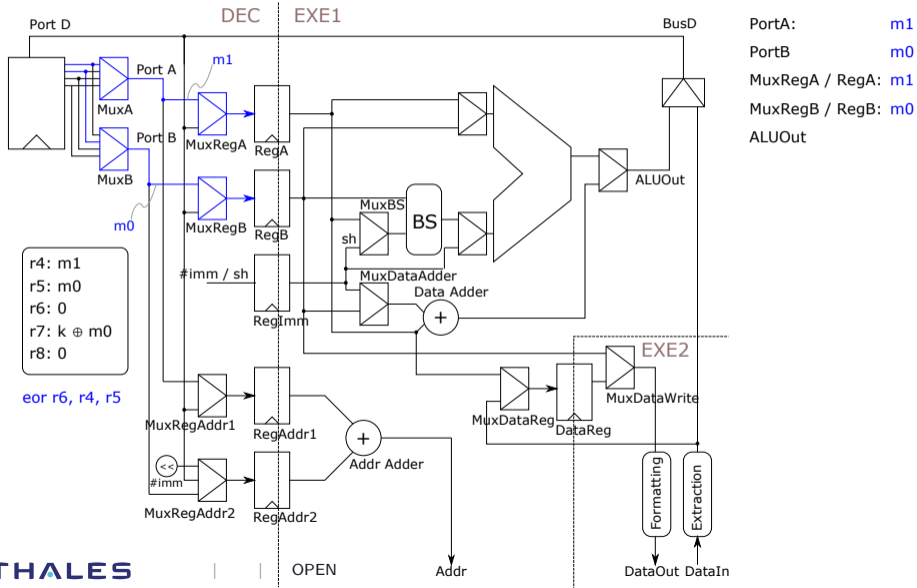 DEC
EXE1
Port D
BusD
Port A
m1
MuxA
MuxRegA
RegA
Port B
MuxB
m0
MuxRegB
RegB
MuxBS
BS
sh
ALUOut
#imm / sh
RegImm
MuxDataAdder
Data Adder
+
r4: m1
r5: m0
r6: 0
r7: k ⊕ m0
r8: 0
eor r6, r4, r5
EXE2
MuxDataWrite
MuxDataReg
DataReg
MuxRegAddr1
RegAddr1
+
Addr Adder
<<
#imm
MuxRegAddr2
RegAddr2
Formatting
Extraction
Addr
DataOut
DataIn
PortA: m1
PortB m0
MuxRegA / RegA: m1
MuxRegB / RegB: m0
ALUOut
THALES
| |
OPEN